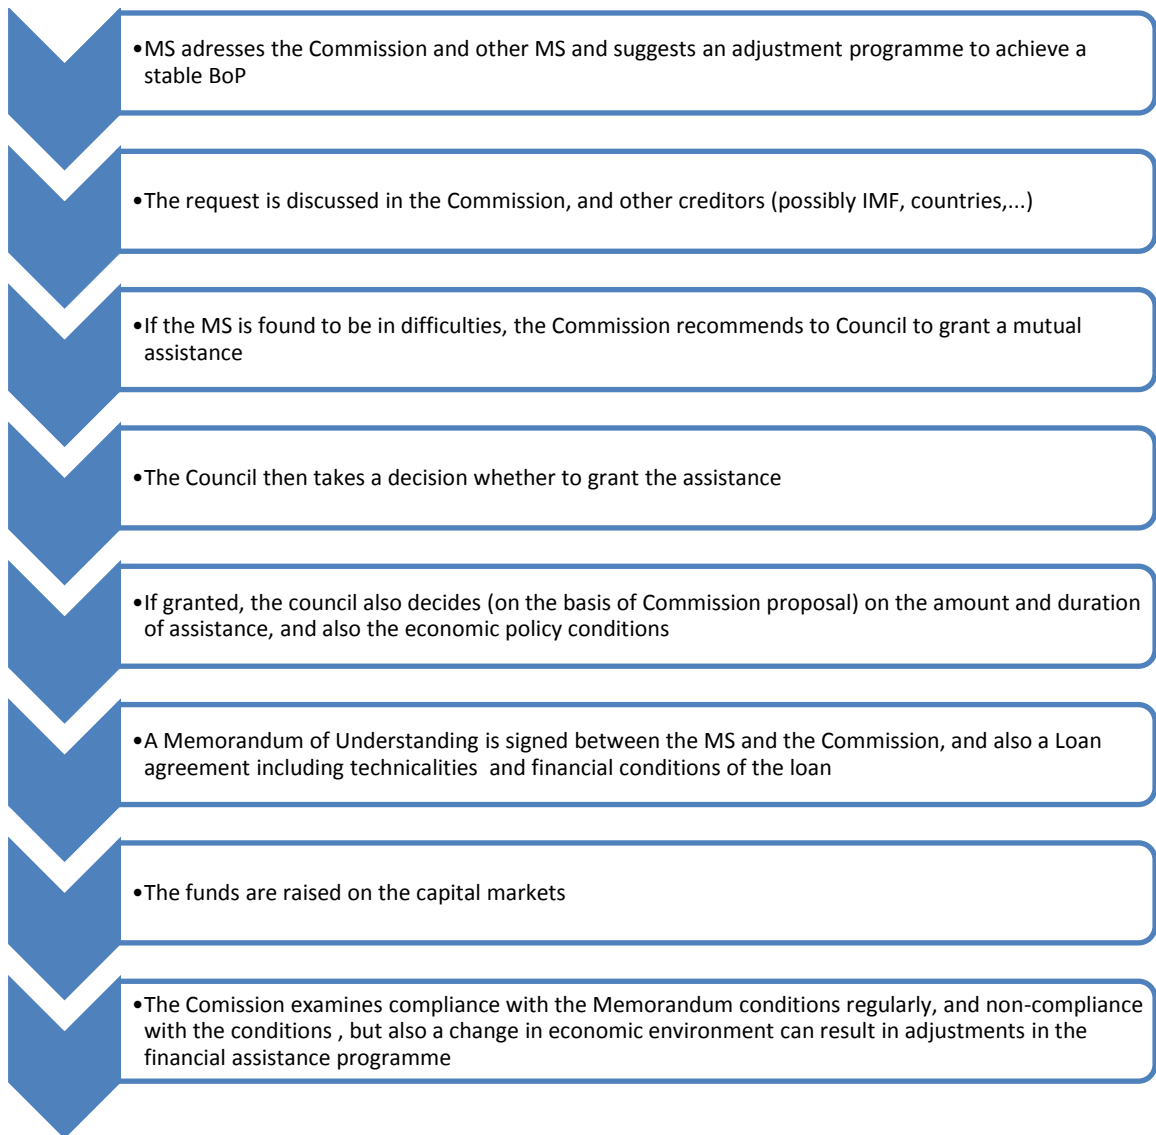 •MS adresses the Commission and other MS and suggests an adjustment programme to achieve a
stable BoP
•The request is discussed in the Commission, and other creditors (possibly IMF, countries,...)
•If the MS is found to be in difficulties, the Commission recommends to Council to grant a mutual
assistance
•The Council then takes a decision whether to grant the assistance
•If granted, the council also decides (on the basis of Commission proposal) on the amount and duration
of assistance, and also the economic policy conditions
•A Memorandum of Understanding is signed between the MS and the Commission, and also a Loan
agreement including technicalities  and financial conditions of the loan
•The funds are raised on the capital markets
•The Comission examines compliance with the Memorandum conditions regularly, and non-compliance
with the conditions , but also a change in economic environment can result in adjustments in the
financial assistance programme